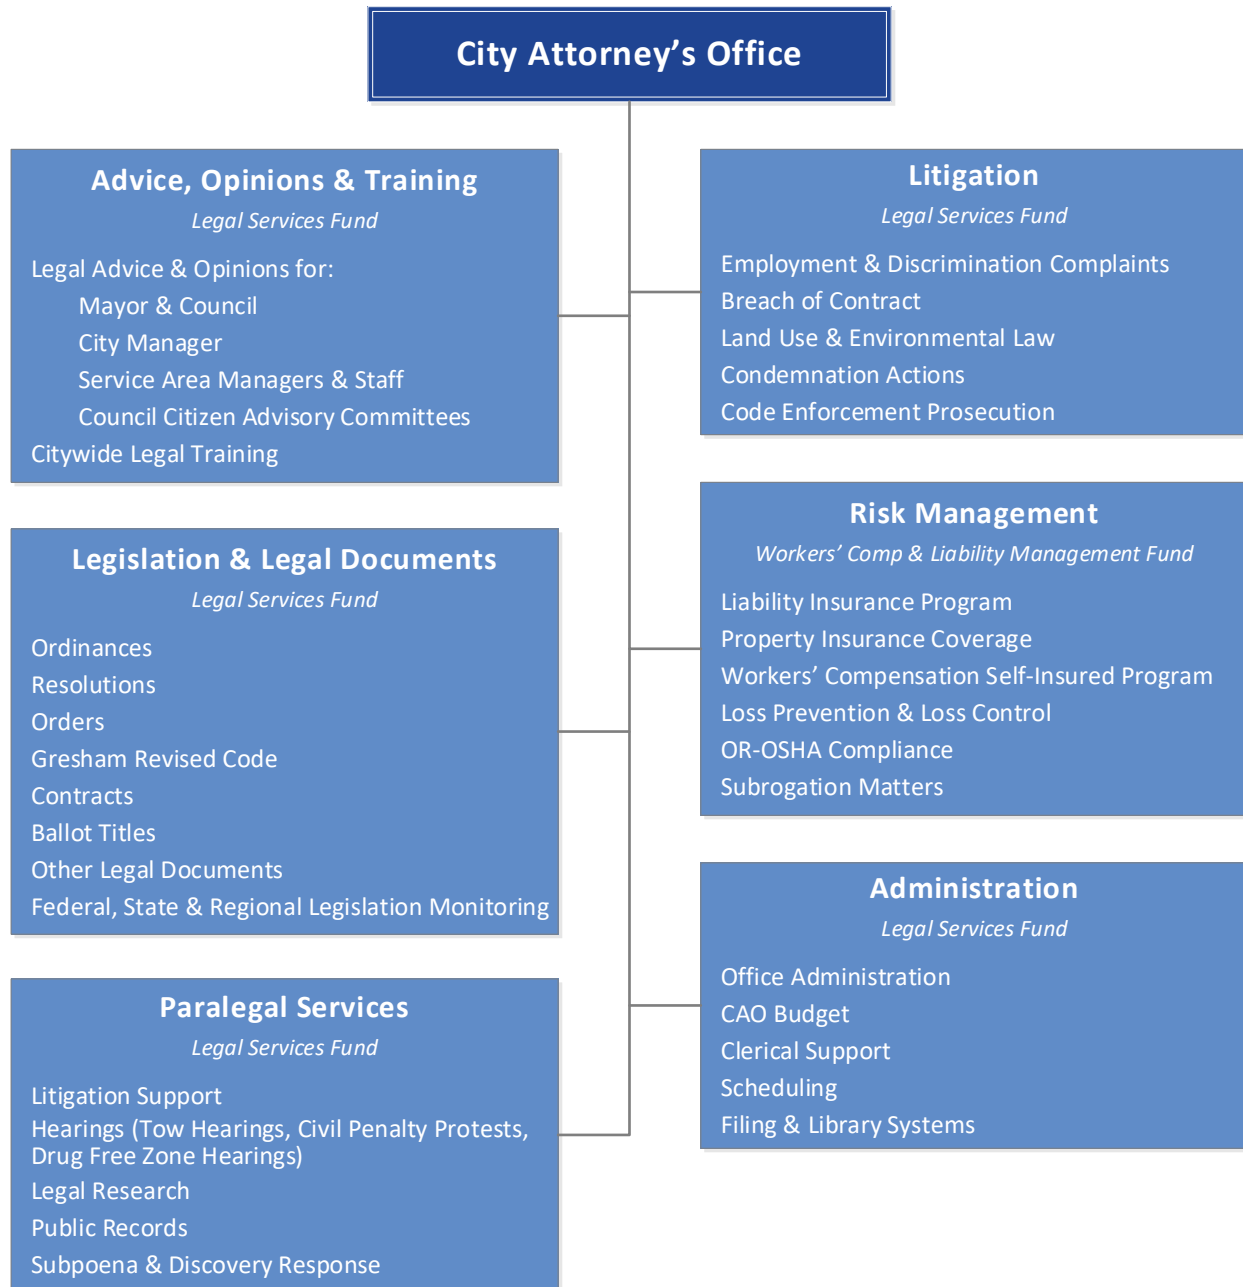 City Attorney’s Office
Advice, Opinions & Training
Legal Services Fund
Legal Advice & Opinions for:
Mayor & Council
City Manager
Service Area Managers & Staff
Council Citizen Advisory Committees
Citywide Legal Training
Legislation & Legal Documents
Legal Services Fund
Ordinances
Resolutions
Orders
Gresham Revised Code
Contracts
Ballot Titles
Other Legal Documents
Federal, State & Regional Legislation Monitoring
Paralegal Services
Legal Services Fund
Litigation Support
Hearings (Tow Hearings, Civil Penalty Protests,
Drug Free Zone Hearings)
Legal Research
Public Records
Subpoena & Discovery Response
Litigation
Legal Services Fund
Employment & Discrimination Complaints
Breach of Contract
Land Use & Environmental Law
Condemnation Actions
Code Enforcement Prosecution
Risk Management
Workers’ Comp & Liability Management Fund
Liability Insurance Program
Property Insurance Coverage
Workers’ Compensation Self-Insured Program
Loss Prevention & Loss Control
OR-OSHA Compliance
Subrogation Matters
Administration
Legal Services Fund
Office Administration
CAO Budget
Clerical Support
Scheduling
Filing & Library Systems